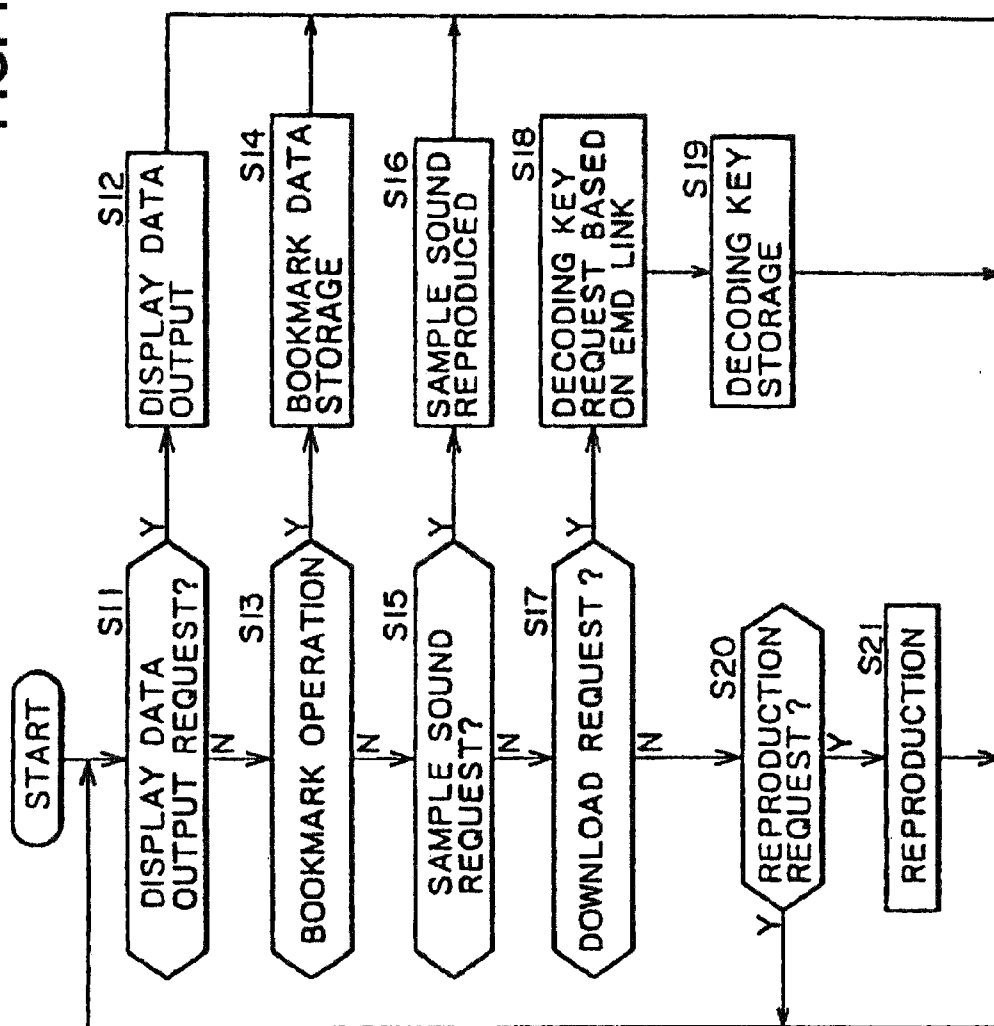 START
S11
DISPLAY DATA
OUTPUT REQUEST?
Y
S12
DISPLAY DATA
OUTPUT
N
S13
BOOKMARK OPERATION
Y
S14
BOOKMARK DATA
STORAGE
N
S15
SAMPLE SOUND
REQUEST?
Y
S16
SAMPLE SOUND
REPRODUCED
N
S17
DOWNLOAD REQUEST?
Y
S18
DECODING KEY
REQUEST BASED
ON EMD LINK
N
S19
DECODING KEY
STORAGE
S20
REPRODUCTION
REQUEST?
Y
Y
S21
REPRODUCTION